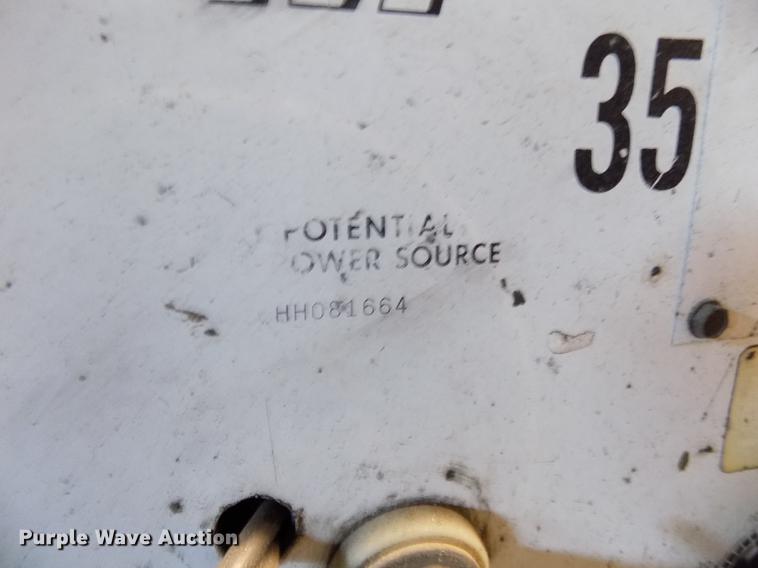 35
POTENTIAL
POWER SOURCE
HH081664
Purple Wave Auction